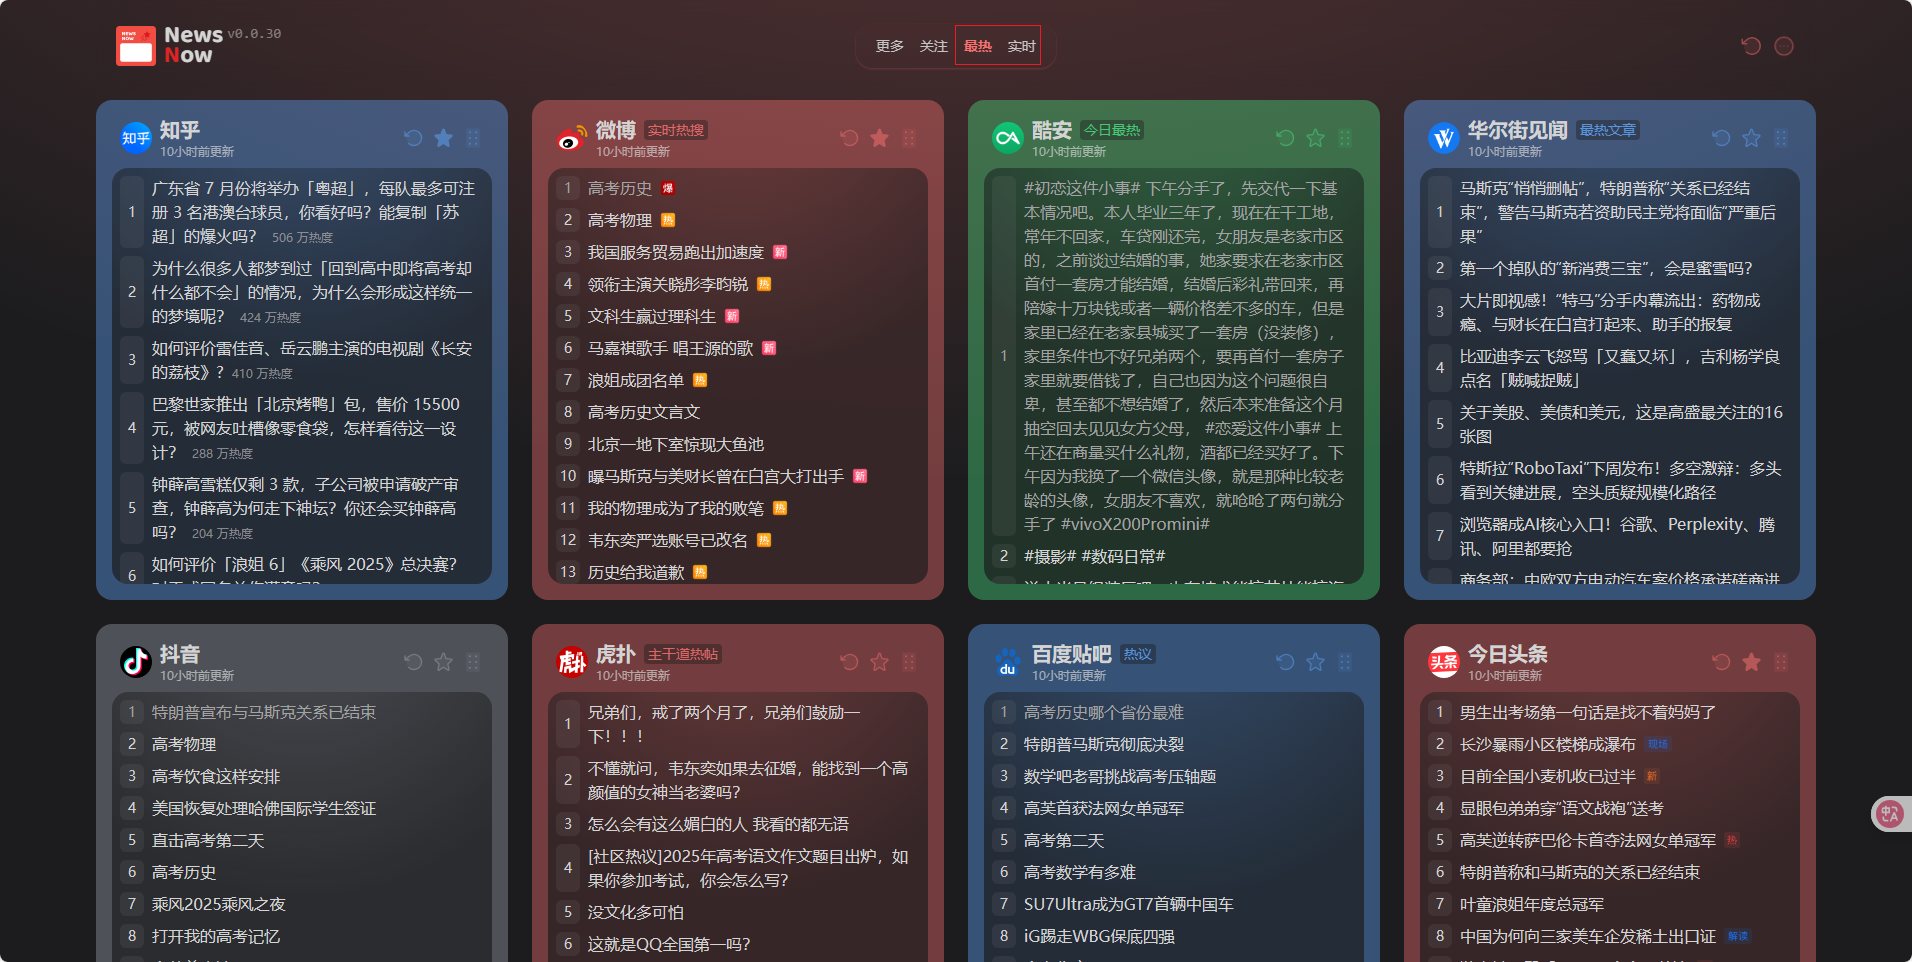 News v0.0.30
Now
更多 关注 最热 实时
知乎
10小时前更新
1 广东省 7 月份将举办「粤超」，每队最多可注
册 3 名港澳台球员，你看好吗？能复制「苏
超」的爆火吗？ 506 万热度
2 为什么很多人都梦到过「回到高中即将高考却
什么都不会」的情况，为什么会形成这样统一
的梦境呢？ 424 万热度
3 如何评价雷佳音、岳云鹏主演的电视剧《长安
的荔枝》? 410 万热度
4 巴黎世家推出「北京烤鸭」包，售价 15500
元，被网友吐槽像零食袋，怎样看待这一设
计？ 288 万热度
5 钟薛高雪糕仅剩 3 款，子公司被申请破产审
查，钟薛高为何走下神坛？你还会买钟薛高
吗？ 204 万热度
6 如何评价「浪姐 6」《乘风 2025》总决赛?
微博 实时热搜
10小时前更新
1 高考历史 爆
2 高考物理 热
3 我国服务贸易跑出加速度 新
4 领衔主演关晓彤李昀锐 热
5 文科生赢过理科生 新
6 马嘉祺歌手 唱王源的歌 新
7 浪姐成团名单 热
8 高考历史文言文
9 北京一地下室惊现大鱼池
10 曝马斯克与美财长曾在白宫大打出手 新
11 我的物理成为了我的败笔 热
12 韦东奕严选账号已改名 热
13 历史给我道歉 热
酷安 今日最热
10小时前更新
1 #初恋这件小事# 下午分手了，先交代一下基
本情况吧。本人毕业三年了，现在在干工地，
常年不回家，车贷刚还完，女朋友是老家市区
的，之前谈过结婚的事，她家要求在老家市区
首付一套房才能结婚，结婚后彩礼带回来，再
陪嫁十万块钱或者一辆价格差不多的车，但是
家里已经在老家县城买了一套房（没装修），
家里条件也不好兄弟两个，要再首付一套房子
家里就要借钱了，自己也因为这个问题很自
卑，甚至都不想结婚了，然后本来准备这个月
抽空回去见见女方父母， #恋爱这件小事# 上
午还在商量买什么礼物，酒都已经买好了。下
午因为我换了一个微信头像，就是那种比较老
龄的头像，女朋友不喜欢，就呛呛了两句就分
手了 #vivoX200Promini#
2 #摄影# #数码日常#
华尔街见闻 最热文章
10小时前更新
1 马斯克“悄悄删帖”，特朗普称“关系已经结
束”，警告马斯克若资助民主党将面临“严重后
果”
2 第一个掉队的“新消费三宝”，会是蜜雪吗？
3 大片即视感！“特马”分手内幕流出：药物成
瘾、与财长在白宫打起来、助手的报复
4 比亚迪李云飞怒骂「又蠢又坏」，吉利杨学良
点名「贼喊捉贼」
5 关于美股、美债和美元，这是高盛最关注的16
张图
6 特斯拉“RoboTaxi”下周发布！多空激辩：多头
看到关键进展，空头质疑规模化路径
7 浏览器成AI核心入口！谷歌、Perplexity、腾
讯、阿里都要抢
商务部：中欧双方电动汽车案价格承诺磋商进
抖音
10小时前更新
1 特朗普宣布与马斯克关系已结束
2 高考物理
3 高考饮食这样安排
4 美国恢复处理哈佛国际学生签证
5 直击高考第二天
6 高考历史
7 乘风2025乘风之夜
8 打开我的高考记忆
虎扑 主干道热帖
10小时前更新
1 兄弟们，戒了两个月了，兄弟们鼓励一
下！！！
2 不懂就问，韦东奕如果去征婚，能找到一个高
颜值的女神当老婆吗？
3 怎么会有这么媚白的人 我看的都无语
4 [社区热议]2025年高考语文作文题目出炉，如
果你参加考试，你会怎么写？
5 没文化多可怕
6 这就是QQ全国第一吗?
百度贴吧 热议
10小时前更新
1 高考历史哪个省份最难
2 特朗普马斯克彻底决裂
3 数学吧老哥挑战高考压轴题
4 高芙首获法网女单冠军
5 高考第二天
6 高考数学有多难
7 SU7Ultra成为GT7首辆中国车
8 iG踢走WBG保底四强
今日头条
10小时前更新
1 男生出考场第一句话是找不着妈妈了
2 长沙暴雨小区楼梯成瀑布 现场
3 目前全国小麦机收已过半 新
4 显眼包弟弟穿“语文战袍”送考
5 高芙逆转萨巴伦卡首夺法网女单冠军 热
6 特朗普称和马斯克的关系已经结束
7 叶童浪姐年度总冠军
8 中国为何向三家美车企发稀土出口证 解读